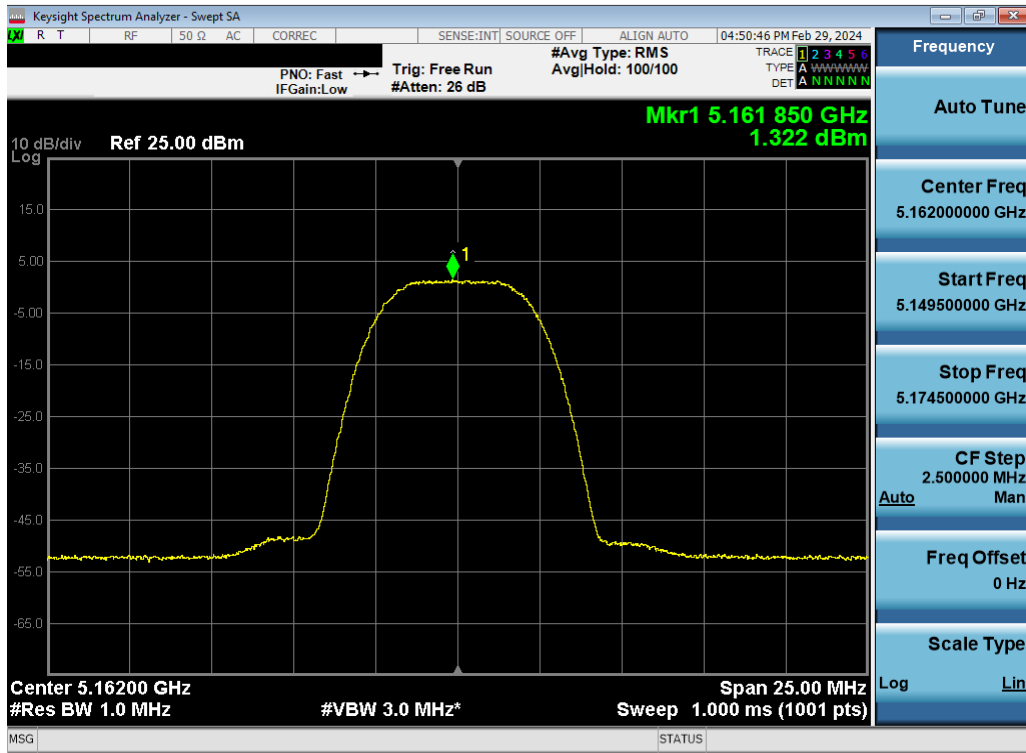 Keysight Spectrum Analyzer - Swept SA
LXI R T RF 50 Ω AC CORREC SENSE:INT SOURCE OFF ALIGN AUTO 04:50:46 PM Feb 29, 2024
PNO: Fast
IFGain:Low
Trig: Free Run
#Atten: 26 dB
#Avg Type: RMS
Avg|Hold: 100/100
TRACE 1 2 3 4 5 6
TYPE A WWWWW
DET A N N N N N
Mkr1 5.161 850 GHz
1.322 dBm
10 dB/div
Log
Ref 25.00 dBm
15.0
5.00
-5.00
-15.0
-25.0
-35.0
-45.0
-55.0
-65.0
1
Center 5.16200 GHz
#Res BW 1.0 MHz
#VBW 3.0 MHz*
Span 25.00 MHz
Sweep 1.000 ms (1001 pts)
MSG
STATUS
Frequency
Auto Tune
Center Freq
5.162000000 GHz
Start Freq
5.149500000 GHz
Stop Freq
5.174500000 GHz
CF Step
2.500000 MHz
Auto Man
Freq Offset
0 Hz
Scale Type
Log Lin